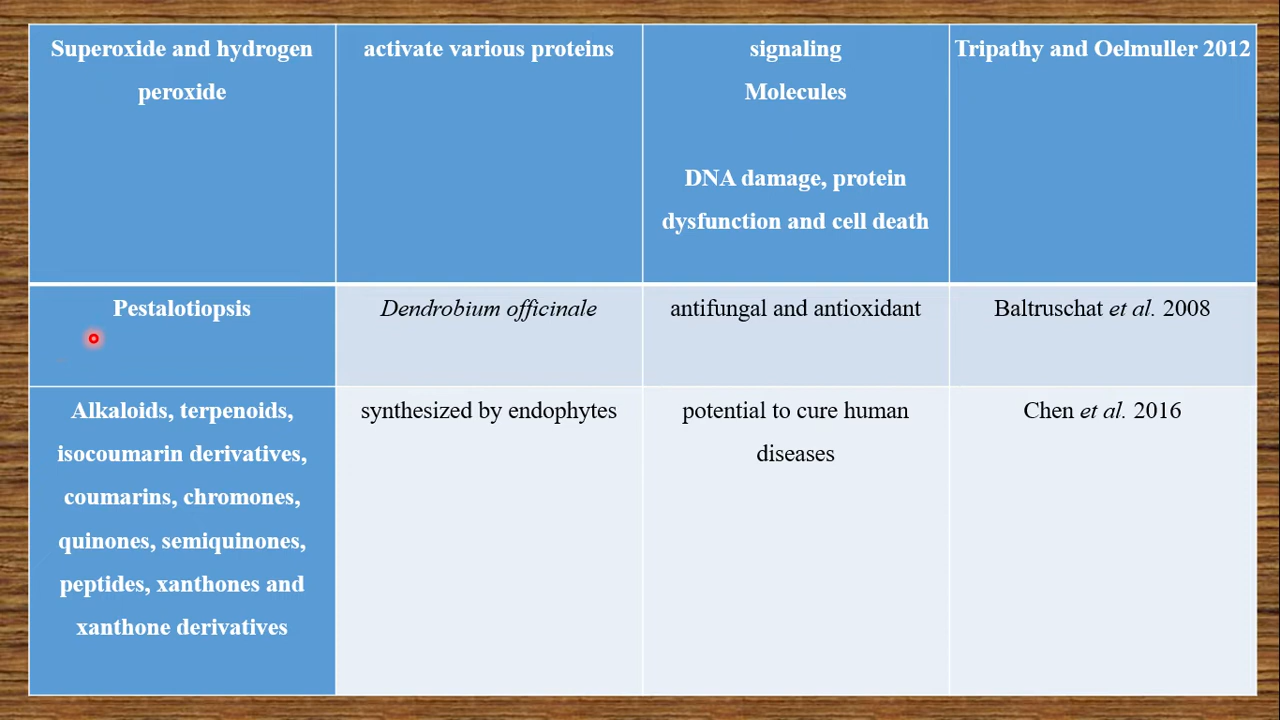 Superoxide and hydrogen
peroxide
activate various proteins
signaling
Molecules
DNA damage, protein
dysfunction and cell death
Tripathy and Oelmuller 2012
Pestalotiopsis
Dendrobium officinale
antifungal and antioxidant
Baltruschat et al. 2008
Alkaloids, terpenoids,
isocoumarin derivatives,
coumarins, chromones,
quinones, semiquinones,
peptides, xanthones and
xanthone derivatives
synthesized by endophytes
potential to cure human
diseases
Chen et al. 2016